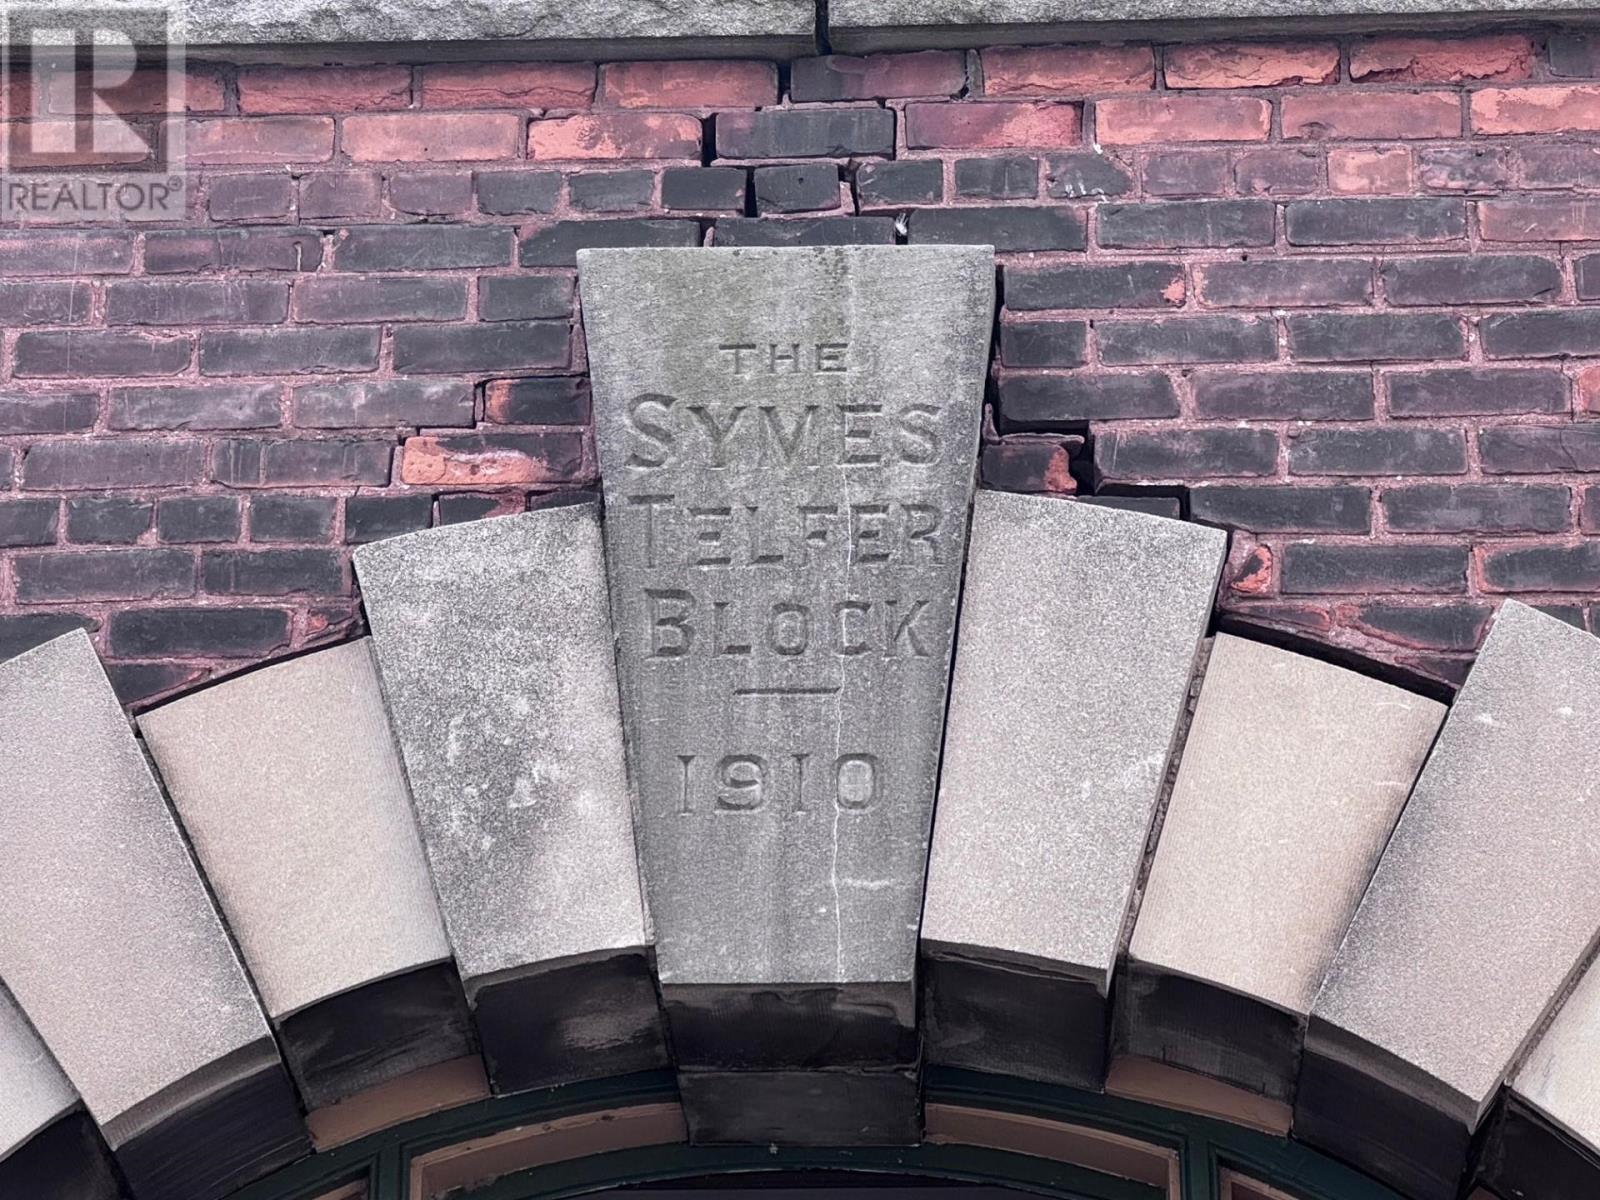 REALTOR®
THE
SYMES
TELFER
BLOCK
1910